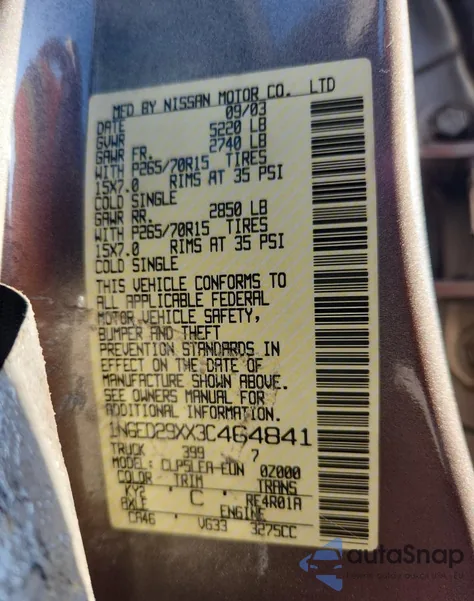 MFD BY NISSAN MOTOR CO. LTD
DATE 09/03
GVWR 5220 LB
GAWR FR. 2740 LB
WITH P265/70R15 TIRES
15X7.0 RIMS AT 35 PSI
COLD SINGLE
GAWR RR. 2850 LB
WITH P265/70R15 TIRES
15X7.0 RIMS AT 35 PSI
COLD SINGLE
THIS VEHICLE CONFORMS TO
ALL APPLICABLE FEDERAL
MOTOR VEHICLE SAFETY,
BUMPER AND THEFT
PREVENTION STANDARDS IN
EFFECT ON THE DATE OF
MANUFACTURE SHOWN ABOVE.
SEE OWNERS MANUAL FOR
ADDITIONAL INFORMATION.
1N6ED29XX3C464841
TRUCK 399 7
MODEL: CLPSLEA-EUN 0Z000
COLOR TRIM TRANS
KY2 C RE4R01A
AXLE ENGINE
CA46 VG33 3275CC
autoSnap